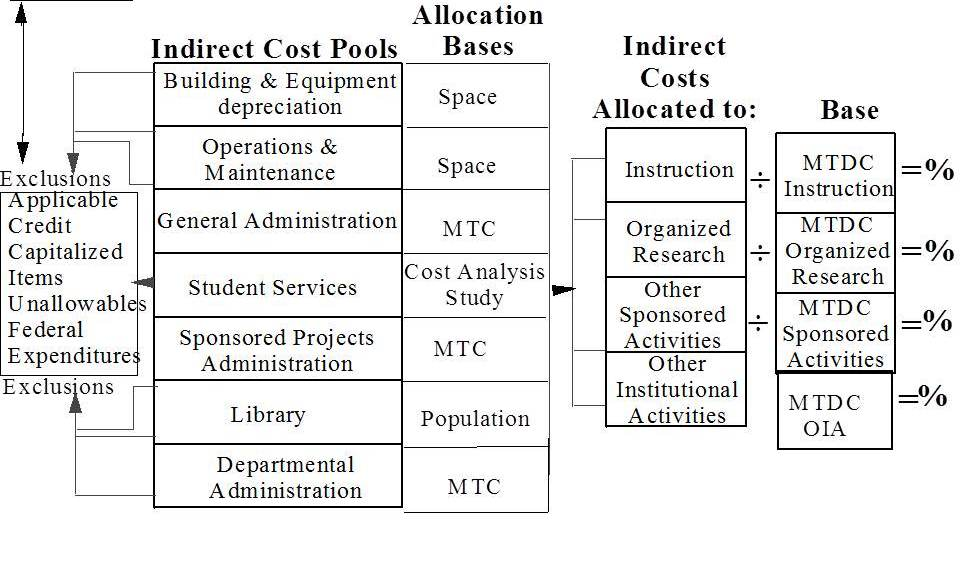 Allocation
Bases
Indirect Cost Pools
Building & Equipment
depreciation
Space
Operations &
Maintenance
Space
General Administration
MTC
Student Services
Cost Analysis
Study
Sponsored Projects
Administration
MTC
Library
Population
Departmental
Administration
MTC
Exclusions
Applicable
Credit
Capitalized
Items
Unallowables
Federal
Expenditures
Exclusions
Indirect
Costs
Allocated to:
Base
Instruction
÷
MTDC
Instruction
=%
Organized
Research
÷
MTDC
Organized
Research
=%
Other
Sponsored
Activities
÷
MTDC
Sponsored
Activities
=%
Other
Institutional
Activities
MTDC
OIA
=%